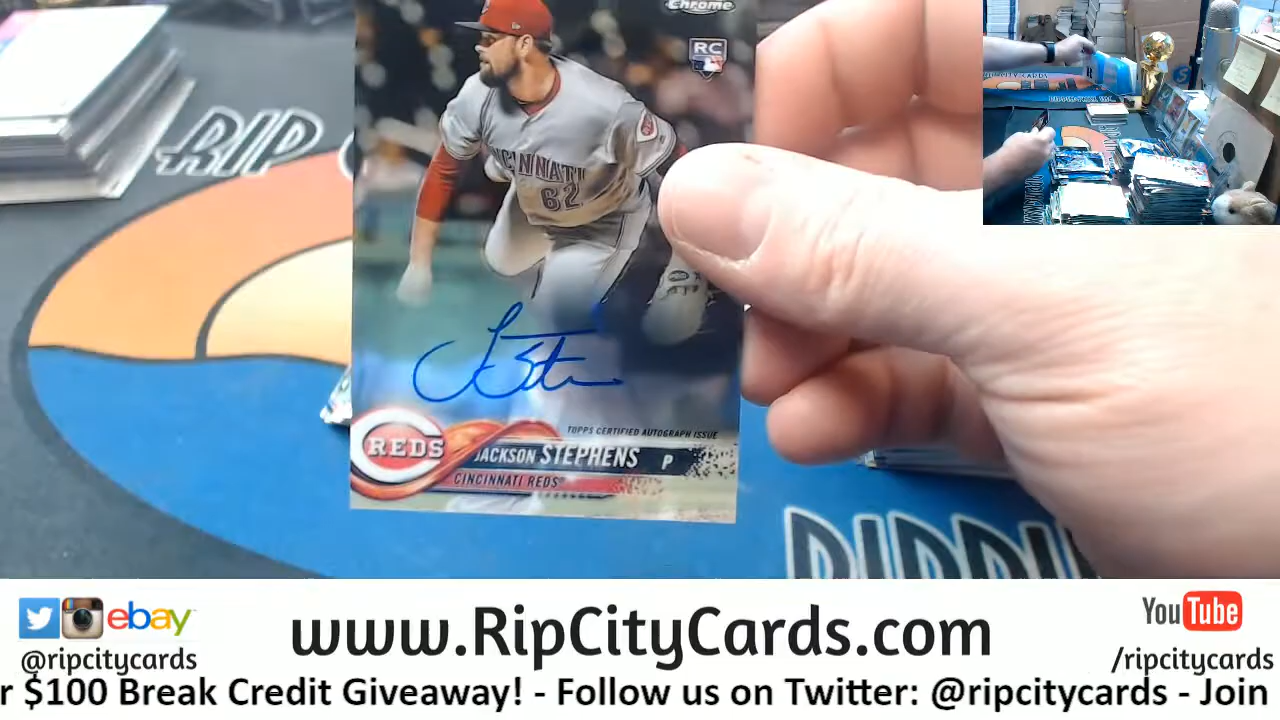 Chrome
RC
RIP
CINCINNATI
62
TOPPS CERTIFIED AUTOGRAPH ISSUE
REDS
JACKSON STEPHENS P
CINCINNATI REDS
ebay
www.RipCityCards.com
YouTube
@ripcitycards
/ripcitycards
r $100 Break Credit Giveaway! - Follow us on Twitter: @ripcitycards - Join